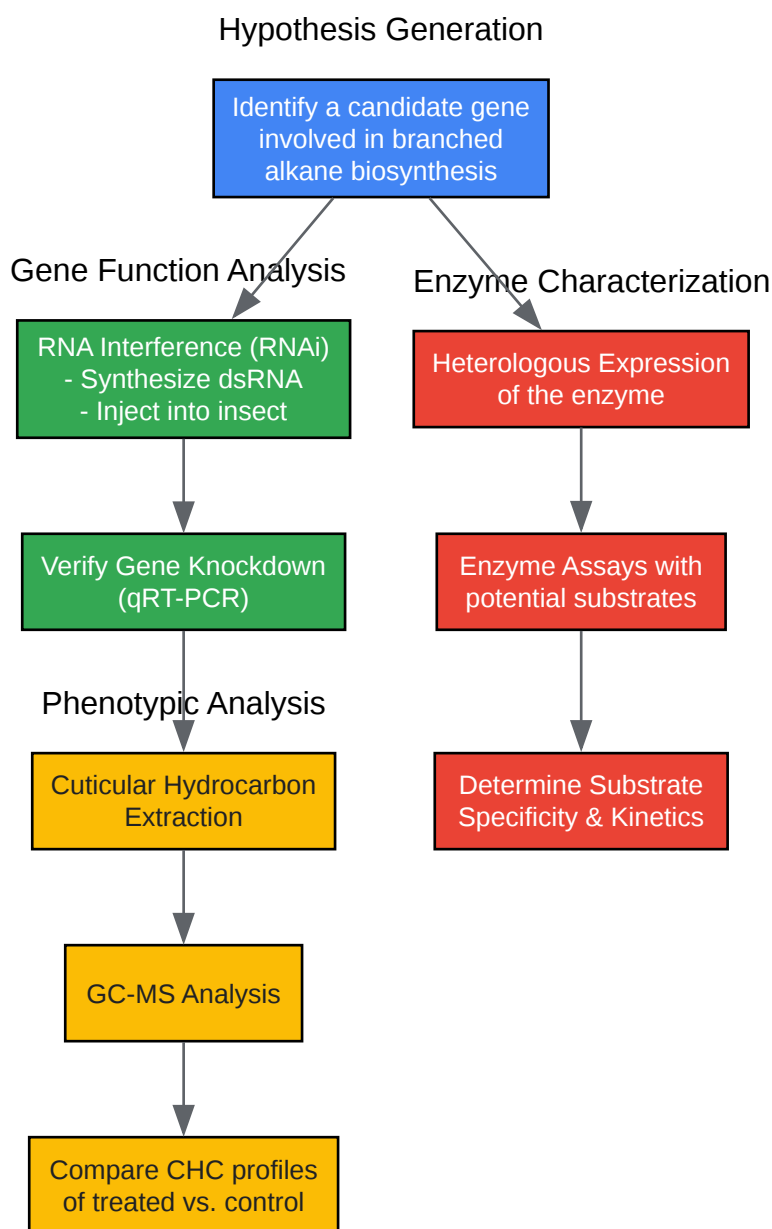 Hypothesis Generation
Identify a candidate gene
involved in branched
alkane biosynthesis
Gene Function Analysis
RNA Interference (RNAi)
- Synthesize dsRNA
- Inject into insect
Verify Gene Knockdown
(qRT-PCR)
Phenotypic Analysis
Cuticular Hydrocarbon
Extraction
GC-MS Analysis
Compare CHC profiles
of treated vs. control
Enzyme Characterization
Heterologous Expression
of the enzyme
Enzyme Assays with
potential substrates
Determine Substrate
Specificity & Kinetics